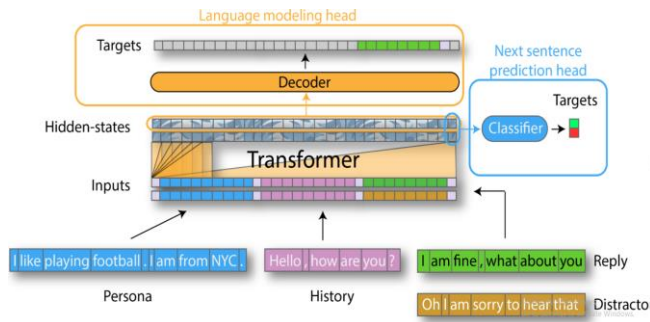 Language modeling head
Targets
Decoder
Next sentence
prediction head
Targets
Classifier
Hidden-states
Transformer
Inputs
I like playing football . I am from NYC .
Hello , how are you ?
I am fine , what about you
Reply
Persona
History
Oh I am sorry to hear that
Distracto